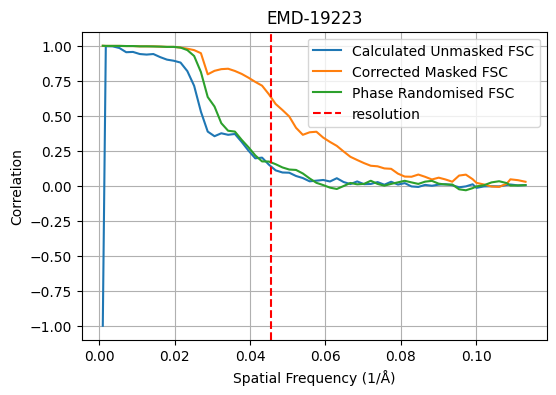 EMD-19223
1.00
0.75
0.50
0.25
0.00
−0.25
−0.50
−0.75
−1.00
Correlation
Calculated Unmasked FSC
Corrected Masked FSC
Phase Randomised FSC
resolution
0.00
0.02
0.04
0.06
0.08
0.10
Spatial Frequency (1/Å)